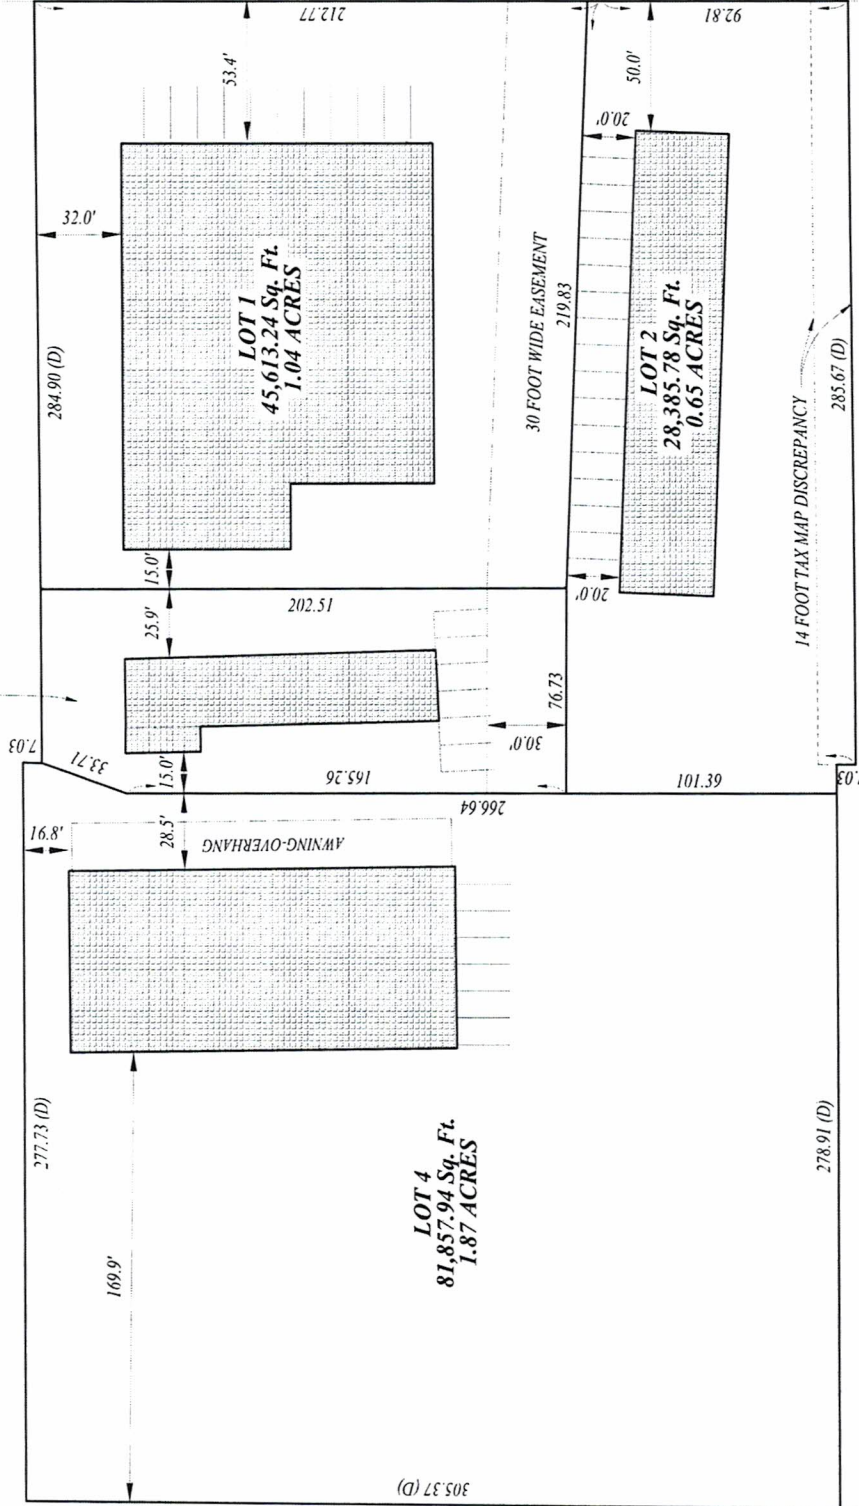 212.77
92.81
53.4'
50.0'
20.0'
32.0'
LOT 1
45,613.24 Sq. Ft.
1.04 ACRES
284.90 (D)
30 FOOT WIDE EASEMENT
219.83
LOT 2
28,385.78 Sq. Ft.
0.65 ACRES
14 FOOT TAX MAP DISCREPANCY
285.67 (D)
15.0'
20.0'
25.9'
202.51
76.73
30.0'
7.03
33.71
15.0'
165.26
101.39
266.64
16.8'
28.5'
AWNING-OVERHANG
277.73 (D)
LOT 4
81,857.94 Sq. Ft.
1.87 ACRES
278.91 (D)
169.9'
305.37 (D)